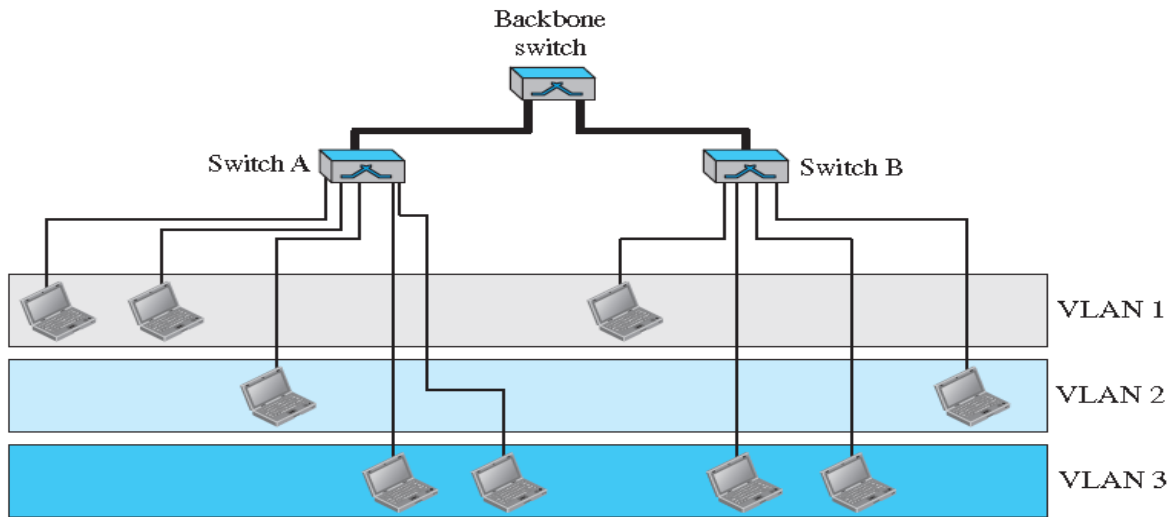 Backbone
switch
Switch A
Switch B
VLAN 1
VLAN 2
VLAN 3